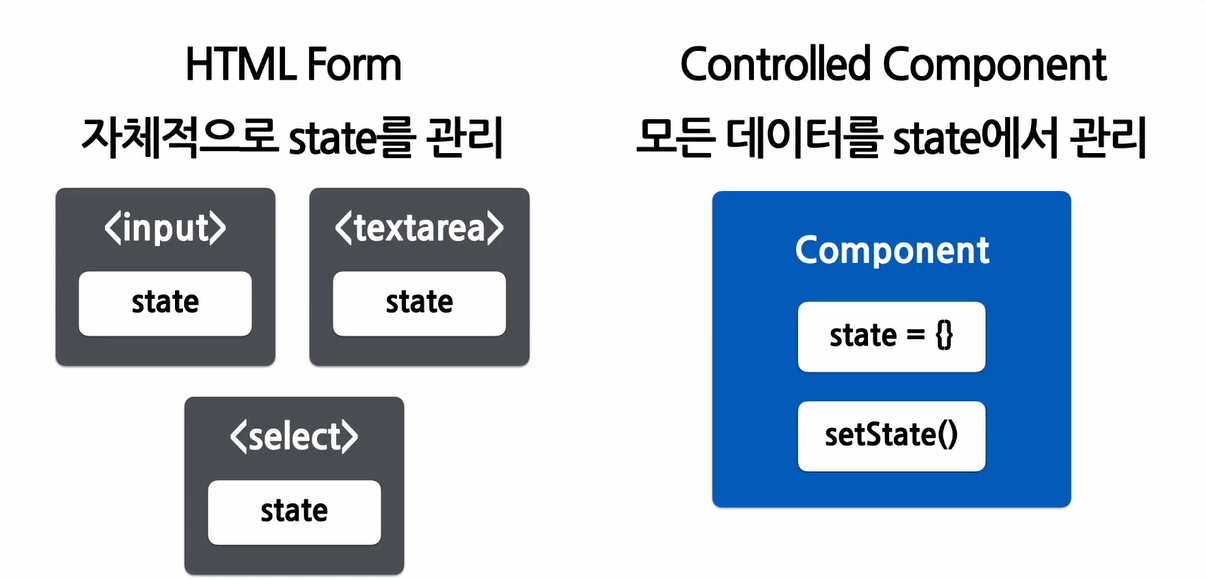 HTML Form
자체적으로 state를 관리
<input>
state
<textarea>
state
<select>
state
Controlled Component
모든 데이터를 state에서 관리
Component
state = {}
setState()